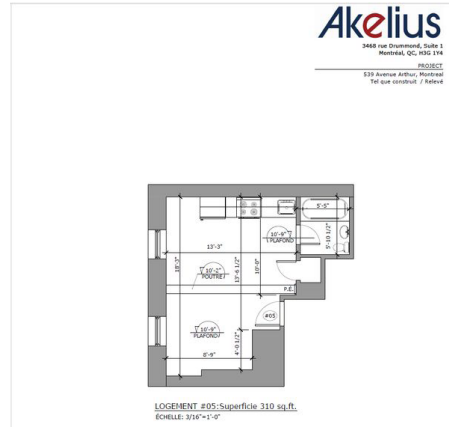 Akelius
3468 rue Drummond, Suite 1
Montréal, QC, H3G 1Y4
PROJECT
539 Avenue Arthur, Montreal
Tel que construit / Relevé
5'-5"
10'-9"
PLAFOND
5'-10 1/2"
13'-3"
18'-3"
10'-2"
POUTRE
13'-6 1/2"
10'-0"
P.É.
#05
10'-9"
PLAFOND
4'-0 1/2"
8'-9"
LOGEMENT #05:Superficie 310 sq.ft.
ÉCHELLE: 3/16"=1'-0"